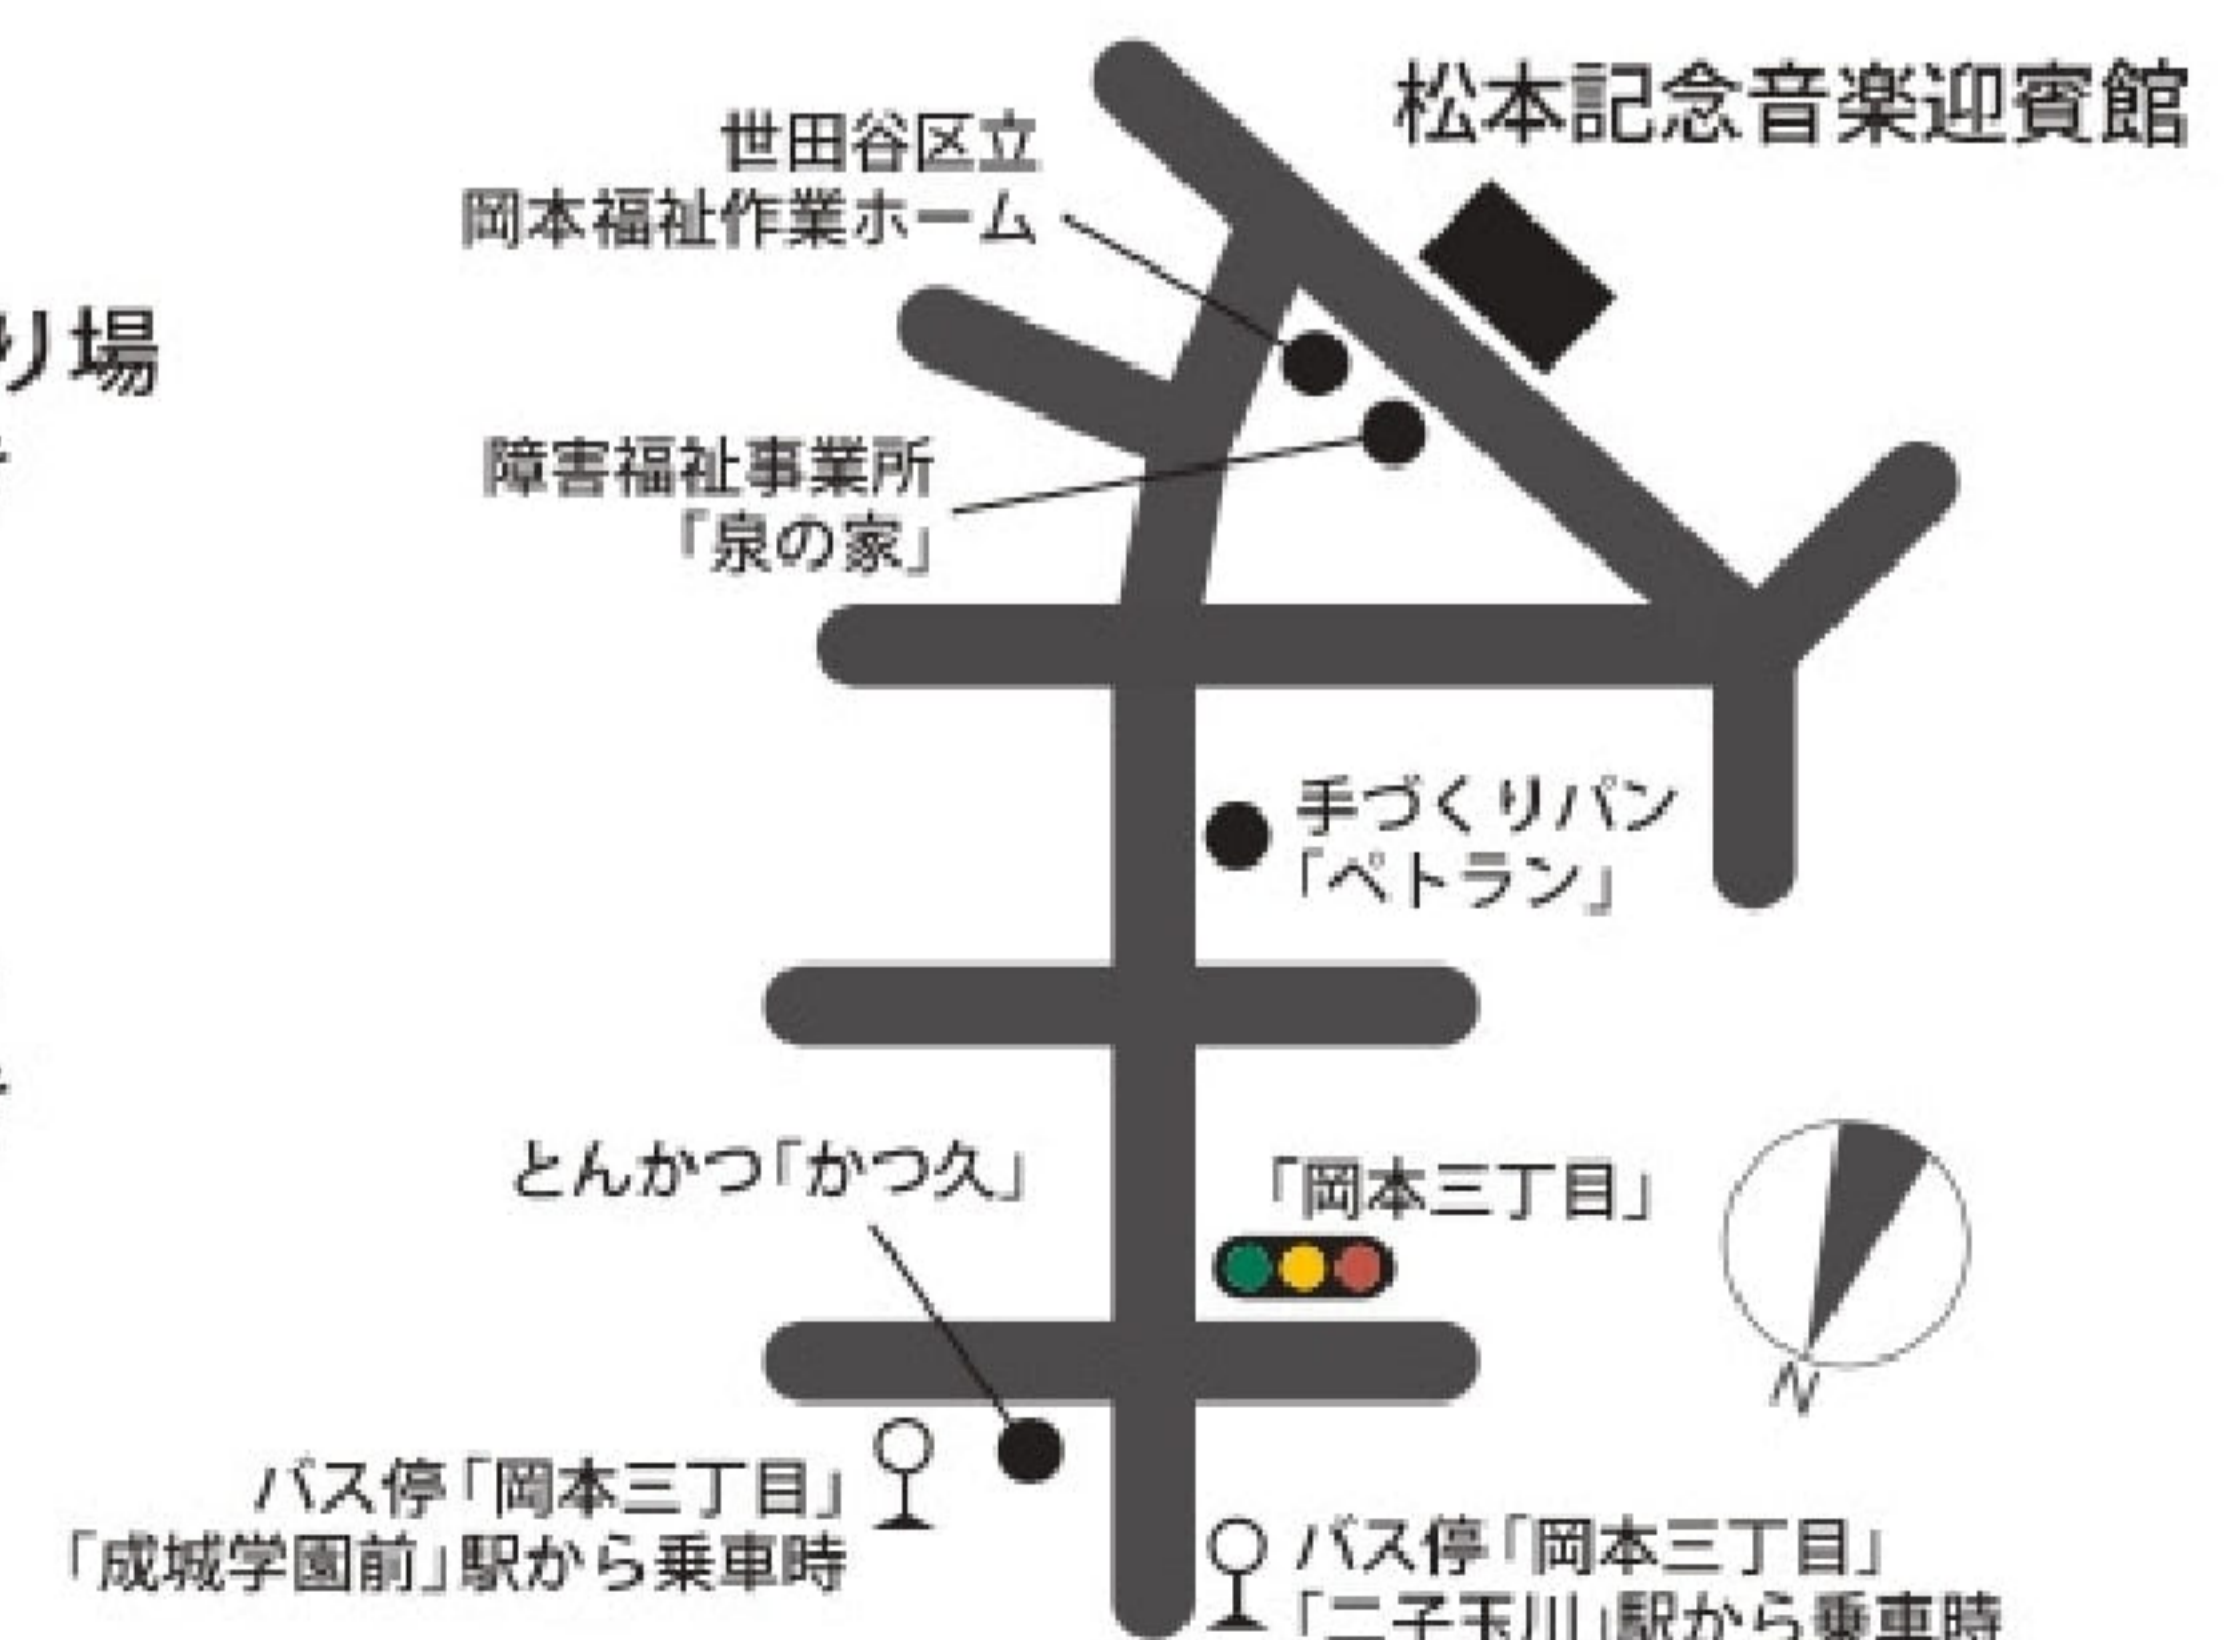 松本記念音楽迎賓館
世田谷区立
岡本福祉作業ホーム
り場
障害福祉事業所
「泉の家」
手づくりパン
「ペトラン」
とんかつ「かつ久」
「岡本三丁目」
N
バス停「岡本三丁目」
「成城学園前」駅から乗車時
バス停「岡本三丁目」
「二子玉川」駅から乗車時